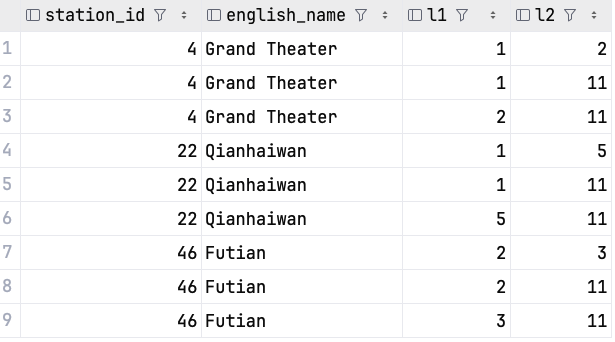 station_id english_name l1 l2
1 4 Grand Theater 1 2
2 4 Grand Theater 1 11
3 4 Grand Theater 2 11
4 22 Qianhaiwan 1 5
5 22 Qianhaiwan 1 11
6 22 Qianhaiwan 5 11
7 46 Futian 2 3
8 46 Futian 2 11
9 46 Futian 3 11